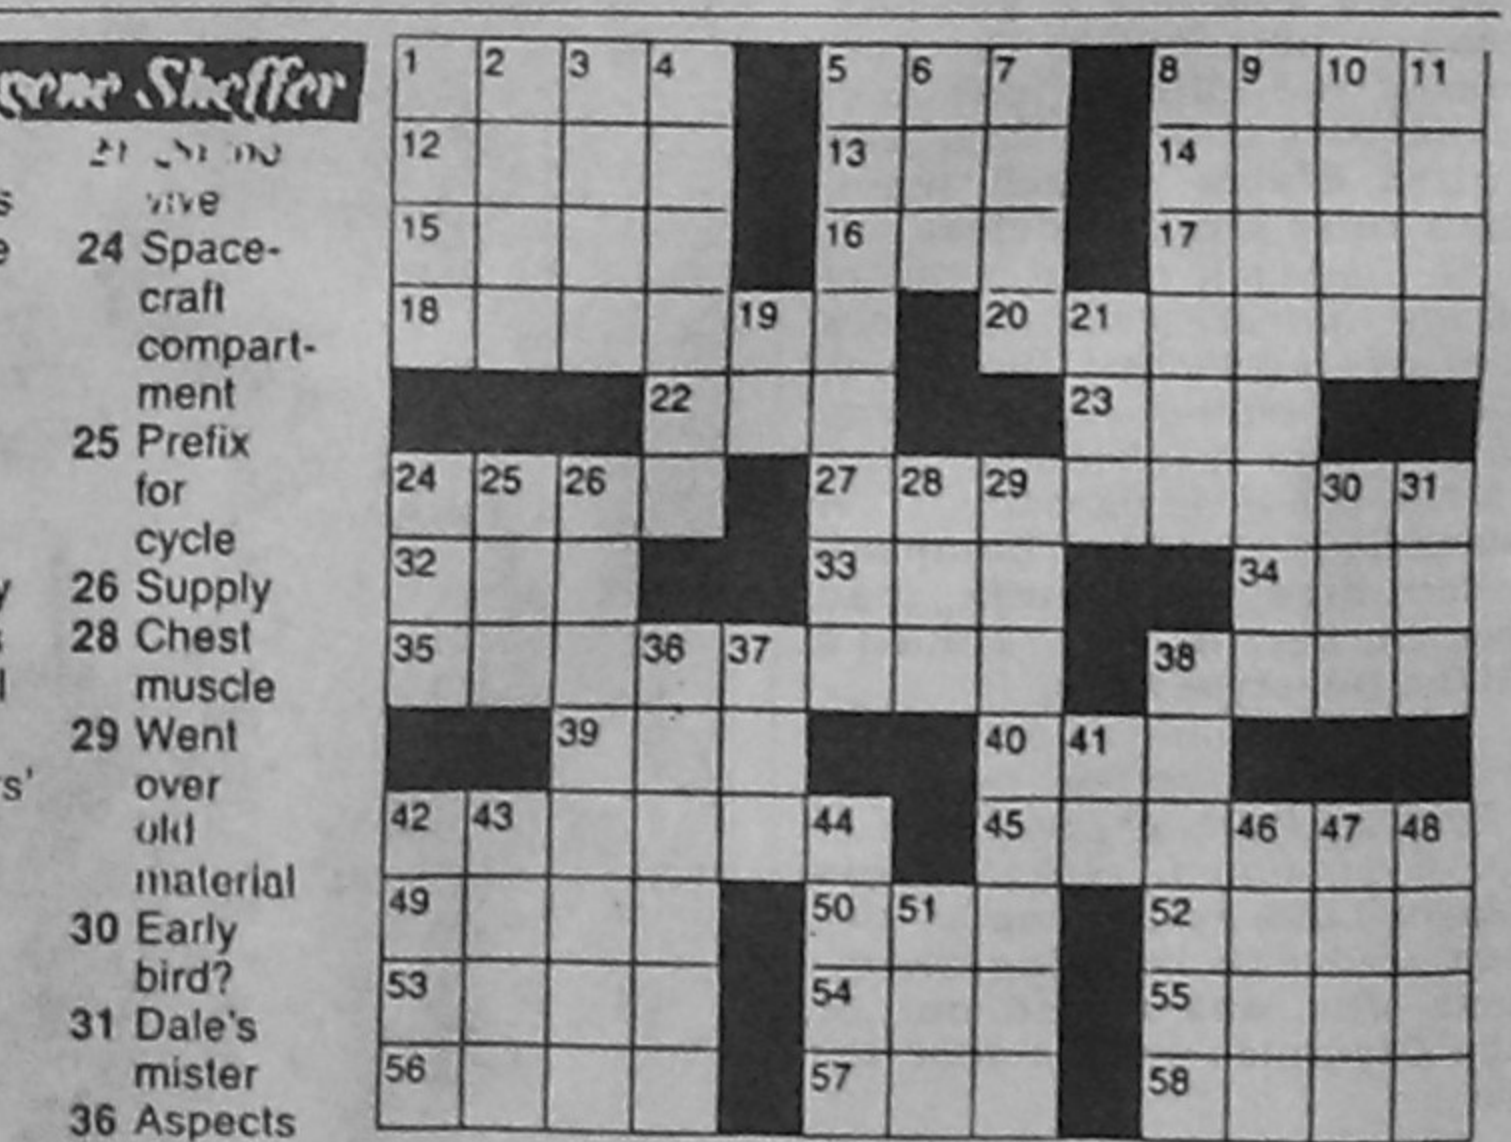 Sheffer
vive
24 Space-
craft
compart-
ment
25 Prefix
for
cycle
26 Supply
28 Chest
muscle
29 Went
over
old
material
30 Early
bird?
31 Dale's
mister
36 Aspects
s
e
y
s
l
s'
1 2 3 4 5 6 7 8 9 10 11
12 13 14
15 16 17
18 19 20 21
22 23
24 25 26 27 28 29 30 31
32 33 34
35 36 37 38
39 40 41
42 43 44 45 46 47 48
49 50 51 52
53 54 55
56 57 58